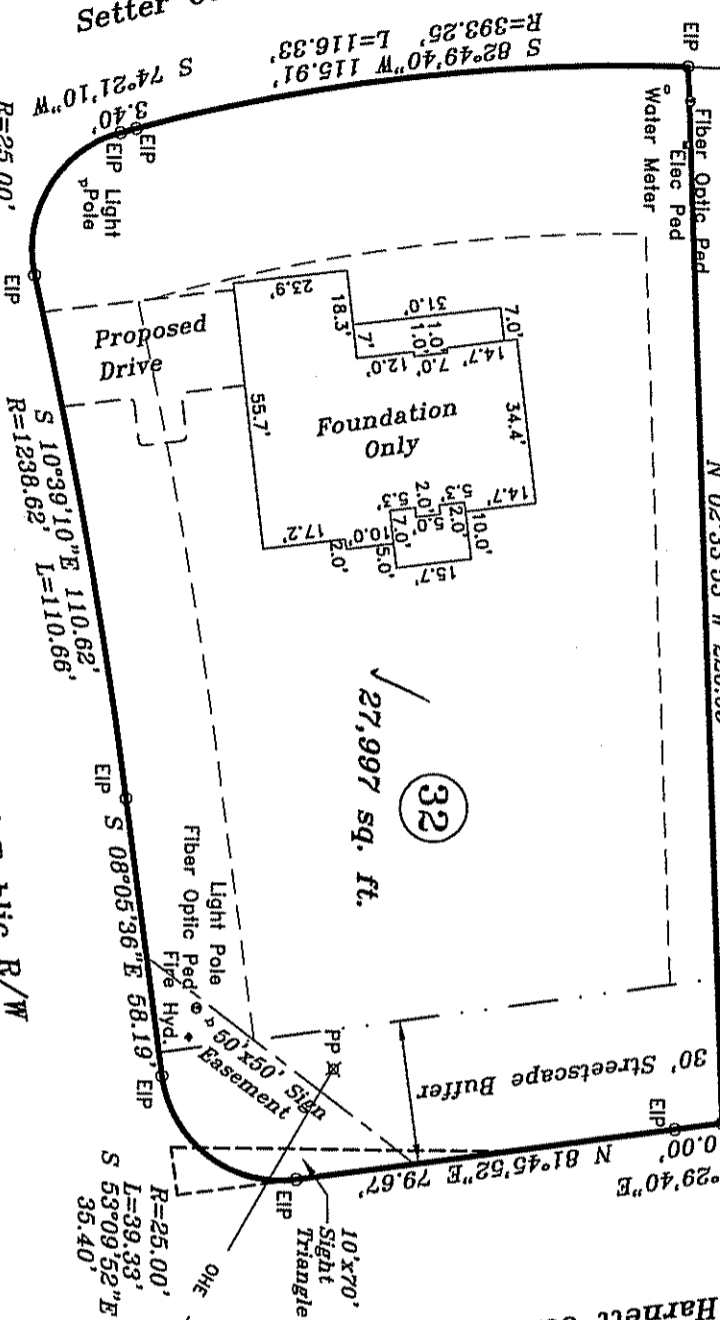 Setter
R=393.25' L=116.33'
S 82°49'40"W 115.91'
S 74°21'10"W
3.40'
EIP
EIP
EIP
R=25.00'
EIP
Light
Pole
Fiber Optic Ped
Elec Ped
Water Meter
Proposed
Drive
23.9'
18.3'
7'
31.0'
1.0'
1.0'
7.0'
12.0'
7.0'
14.7'
34.4'
55.7'
Foundation
Only
17.2'
2.0'
10.0'
5.0'
7.0'
5.3'
2.0'
5.0'
5.3'
2.0'
14.7'
10.0'
15.7'
S 10°39'10"E 110.62'
R=1238.62' L=110.66'
32
27,997 sq. ft.
EIP
S 08°05'36"E 58.19'
EIP
Light Pole
Fiber Optic Ped
Fire Hyd.
50'x50' Sign
Easement
PP
30' Streetscape Buffer
EIP
0.00'
°29'40"E
N 81°45'52"E 79.67'
EIP
10'x70'
Sight
Triangle
R=25.00'
L=39.33'
S 53°09'52"E
35.40'
OHE
R/W
Harnett